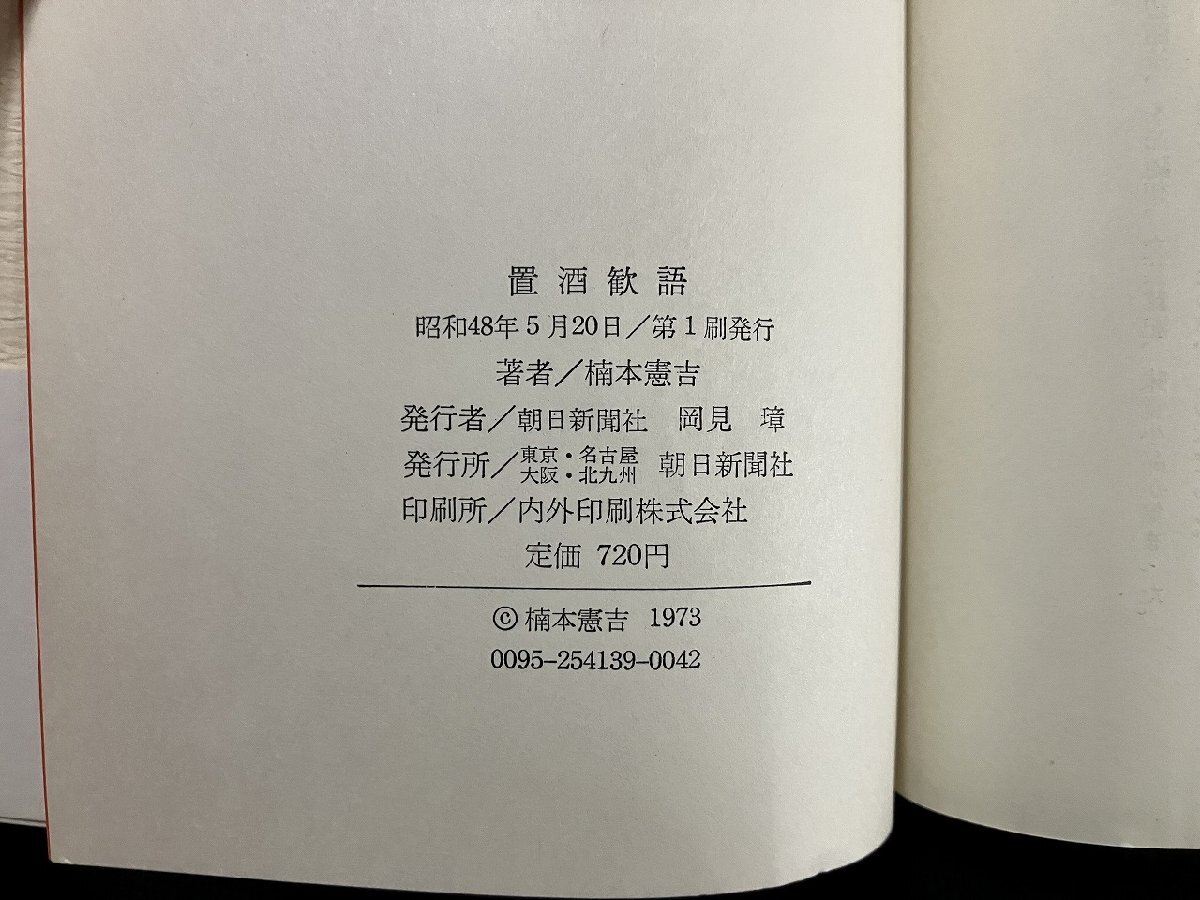 置酒歓語
昭和48年5月20日/第1刷発行
著者/楠本憲吉
発行者/朝日新聞社 岡見 璋
発行所/東京・名古屋 大阪・北九州 朝日新聞社
印刷所/内外印刷株式会社
定価 720円
© 楠本憲吉 1973
0095-254139-0042